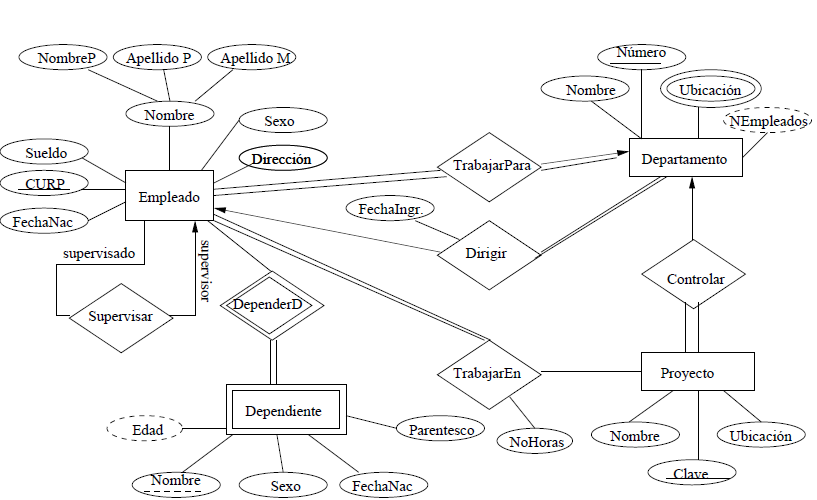 NombreP
Apellido P
Apellido M
Número
Nombre
Ubicación
NEmpleados
Nombre
Sexo
Sueldo
Dirección
CURP
FechaNac
Empleado
TrabajarPara
Departamento
FechaIngr.
supervisado
supervisor
Dirigir
Controlar
Supervisar
DependerD
TrabajarEn
Proyecto
Dependiente
Edad
Parentesco
NoHoras
Nombre
Ubicación
Nombre
Sexo
FechaNac
Clave